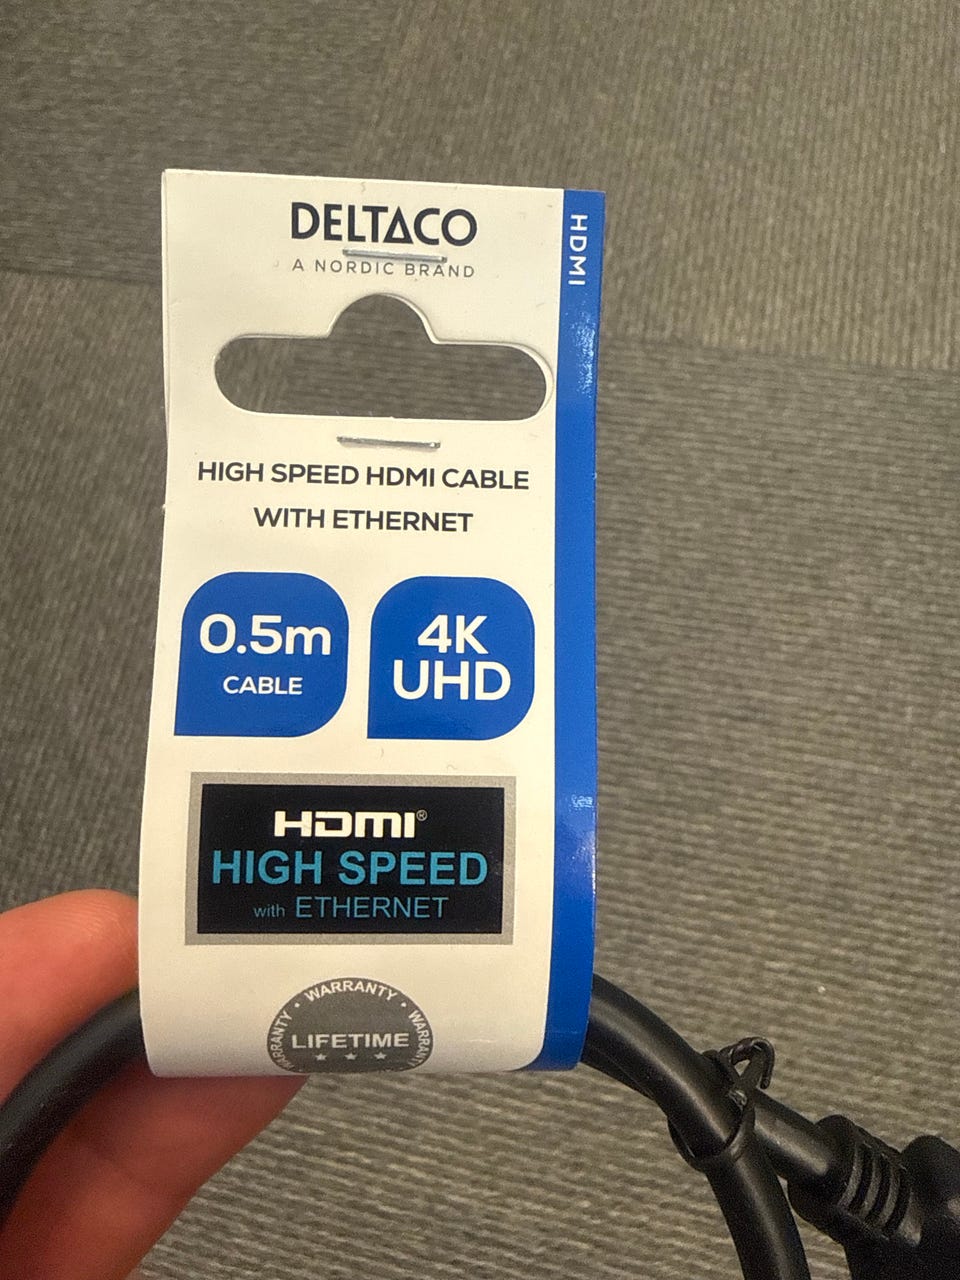 DELTACO
A NORDIC BRAND
HDMI
HIGH SPEED HDMI CABLE
WITH ETHERNET
0.5m
CABLE
4K
UHD
HDMI®
HIGH SPEED
with ETHERNET
WARRANTY • WARRANTY • WARRANTY
LIFETIME